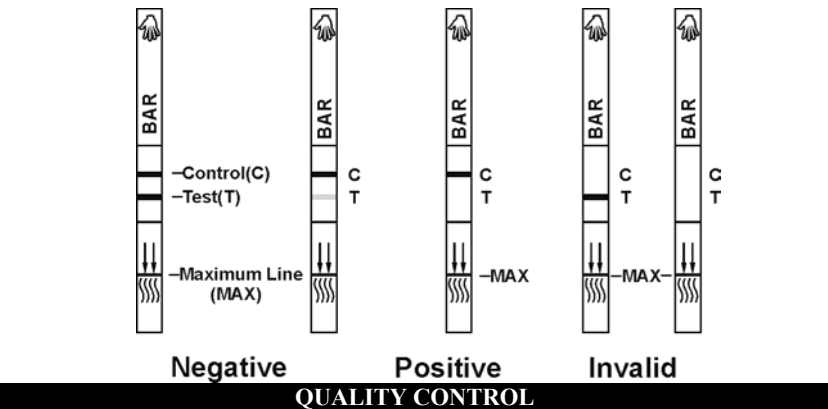 BAR BAR BAR BAR BAR
Control(C) C C C C
Test(T) T T T T
Maximum Line MAX MAX
(MAX)
Negative Positive Invalid
QUALITY CONTROL